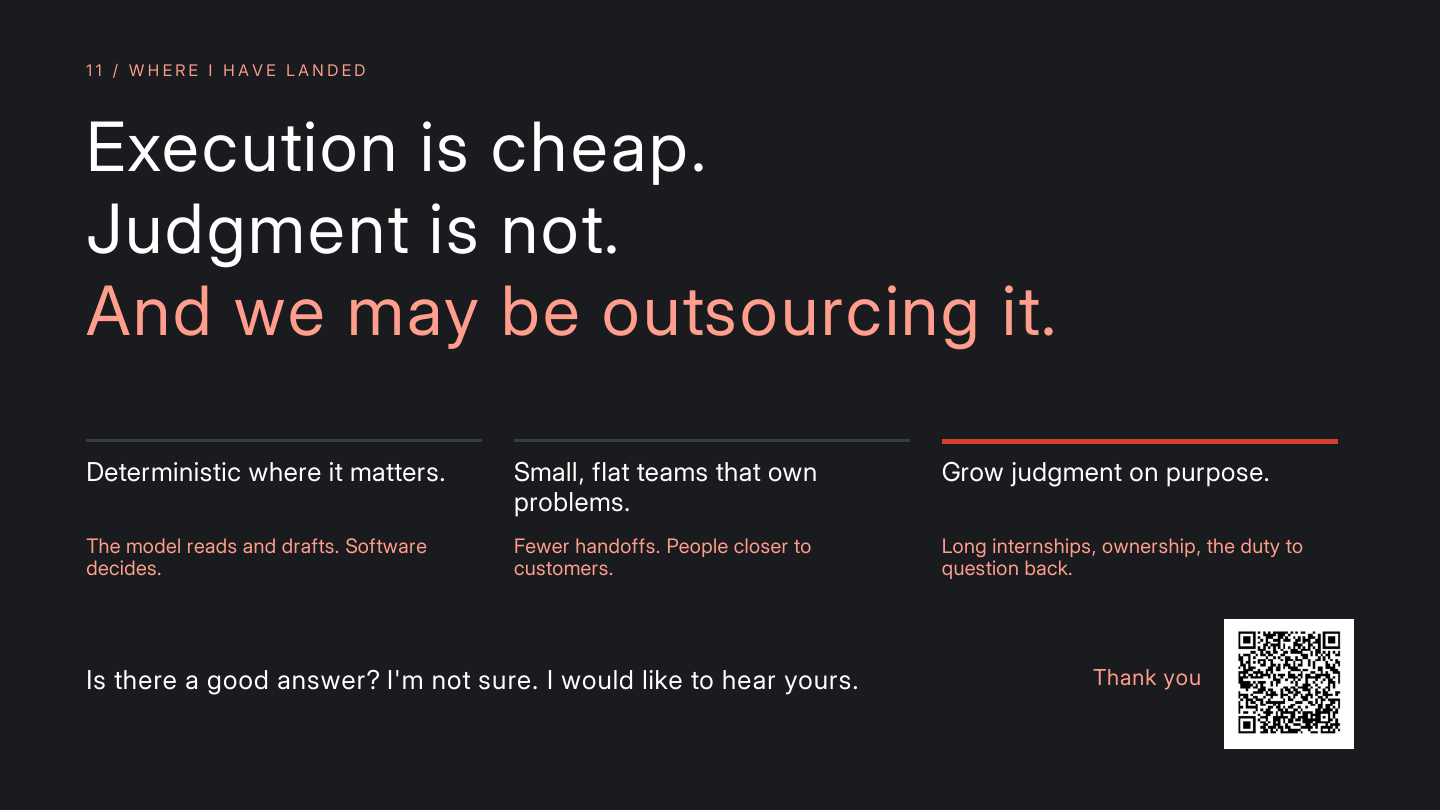 11 / WHERE I HAVE LANDED
Execution is cheap.
Judgment is not.
And we may be outsourcing it.
Deterministic where it matters.
The model reads and drafts. Software
decides.
Small, flat teams that own
problems.
Fewer handoffs. People closer to
customers.
Grow judgment on purpose.
Long internships, ownership, the duty to
question back.
Is there a good answer? I'm not sure. I would like to hear yours.
Thank you